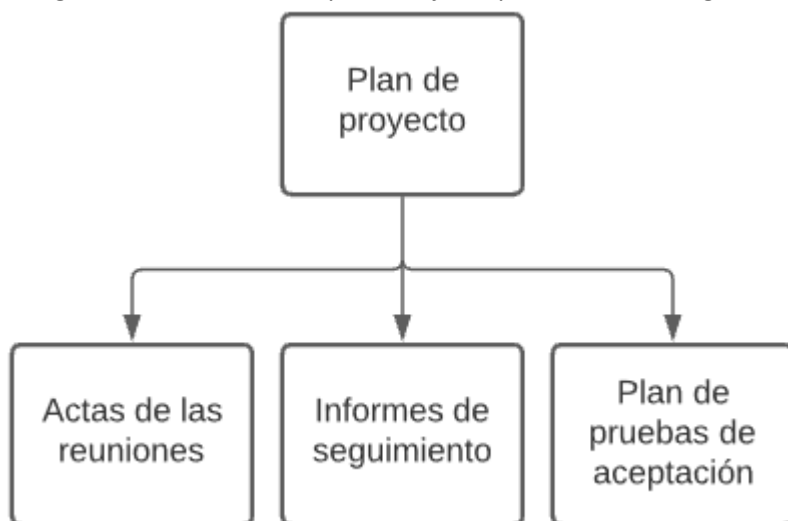 Plan de
proyecto
Actas de las
reuniones
Informes de
seguimiento
Plan de
pruebas de
aceptación